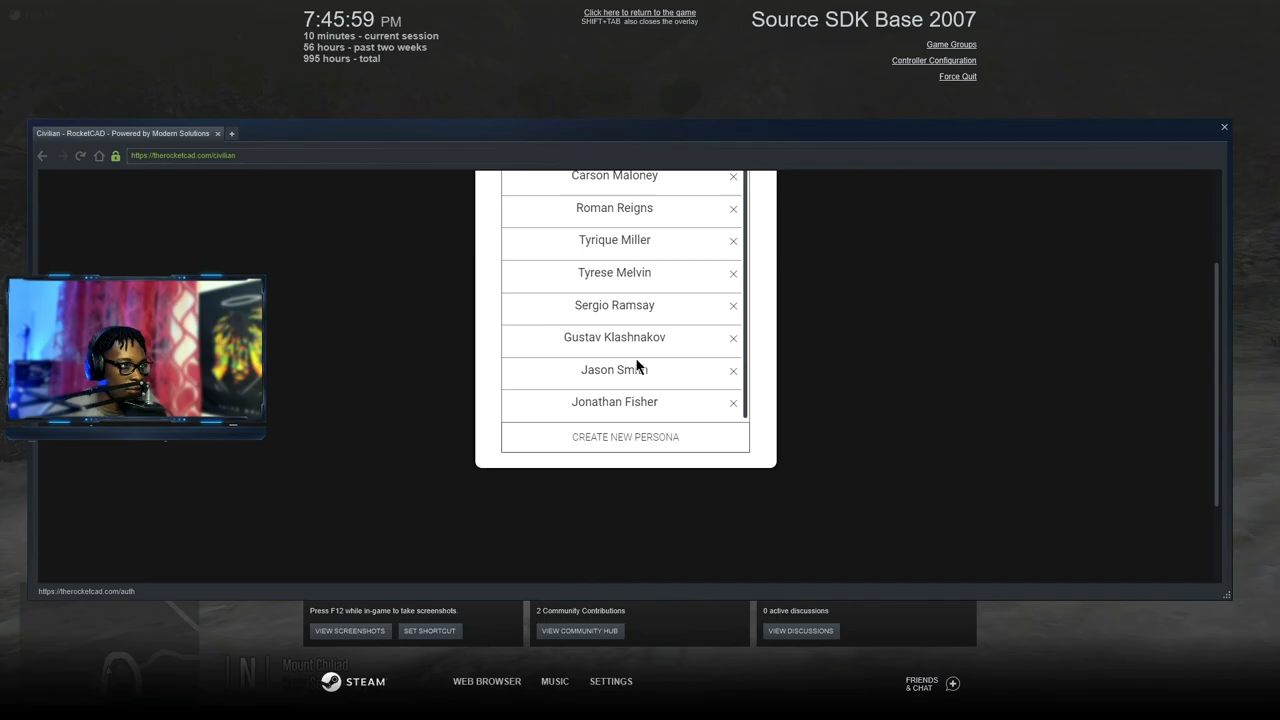 7:45:59 PM
10 minutes - current session
56 hours - past two weeks
995 hours - total
Click here to return to the game
SHIFT+TAB also closes the overlay
Source SDK Base 2007
Game Groups
Controller Configuration
Force Quit
Civilian - RocketCAD - Powered by Modern Solutions
https://therocketcad.com/civilian
Carson Maloney
Roman Reigns
Tyrique Miller
Tyrese Melvin
Sergio Ramsay
Gustav Klashnakov
Jason Smith
Jonathan Fisher
CREATE NEW PERSONA
https://therocketcad.com/auth
Press F12 while in-game to take screenshots.
VIEW SCREENSHOTS
SET SHORTCUT
2 Community Contributions
VIEW COMMUNITY HUB
0 active discussions
VIEW DISCUSSIONS
N
Mount Chiliad
STEAM
WEB BROWSER
MUSIC
SETTINGS
FRIENDS
& CHAT